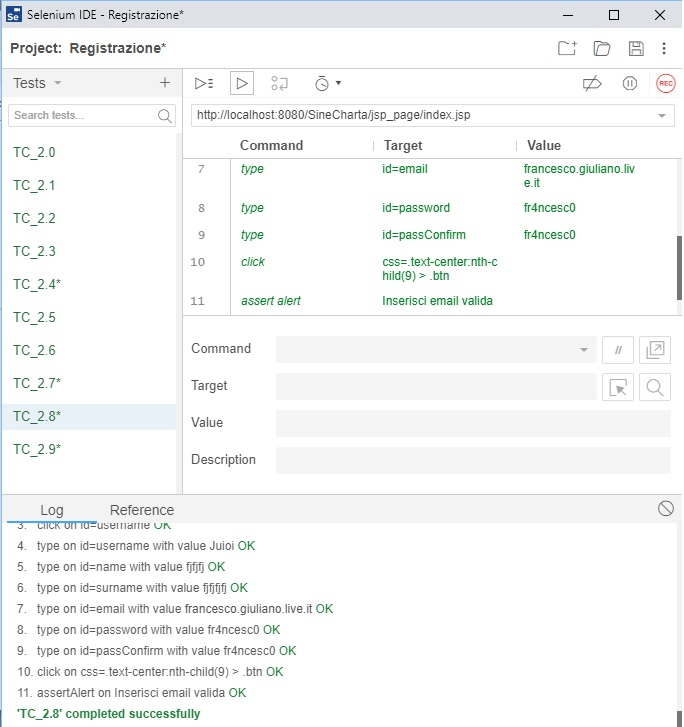 Se Selenium IDE - Registrazione*
Project: Registrazione*
Tests
Search tests...
TC_2.0
TC_2.1
TC_2.2
TC_2.3
TC_2.4*
TC_2.5
TC_2.6
TC_2.7*
TC_2.8*
TC_2.9*
REC
http://localhost:8080/SineCharta/jsp_page/index.jsp
Command Target Value
7 type id=email francesco.giuliano.liv
e.it
8 type id=password fr4ncesc0
9 type id=passConfirm fr4ncesc0
10 click css=.text-center:nth-c
hild(9) > .btn
11 assert alert Inserisci email valida
Command //
Target
Value
Description
Log Reference
3. click on id=username OK
4. type on id=username with value Juioi OK
5. type on id=name with value fjfjfj OK
6. type on id=surname with value fjfjfjfj OK
7. type on id=email with value francesco.giuliano.live.it OK
8. type on id=password with value fr4ncesc0 OK
9. type on id=passConfirm with value fr4ncesc0 OK
10. click on css=.text-center:nth-child(9) > .btn OK
11. assertAlert on Inserisci email valida OK
'TC_2.8' completed successfully